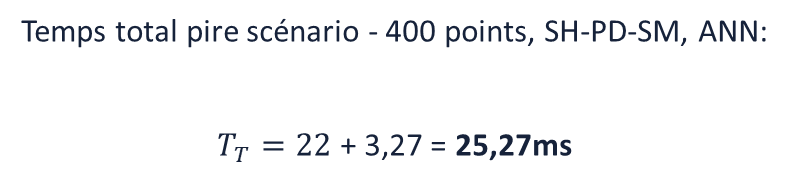 Temps total pire scénario - 400 points, SH-PD-SM, ANN:
T_T = 22 + 3,27 = 25,27ms